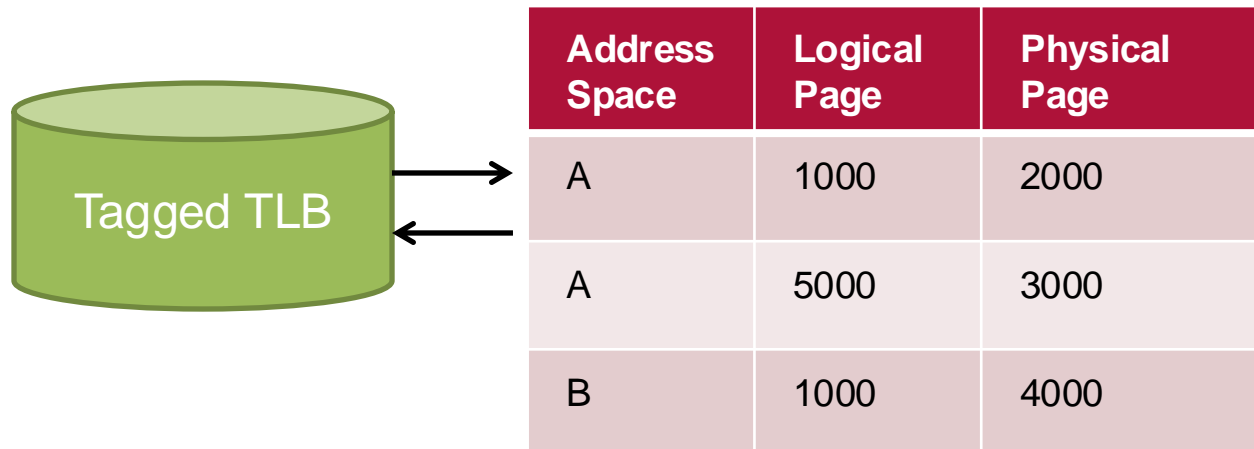 Tagged TLB
Address Space
Logical Page
Physical Page
A 1000 2000
A 5000 3000
B 1000 4000